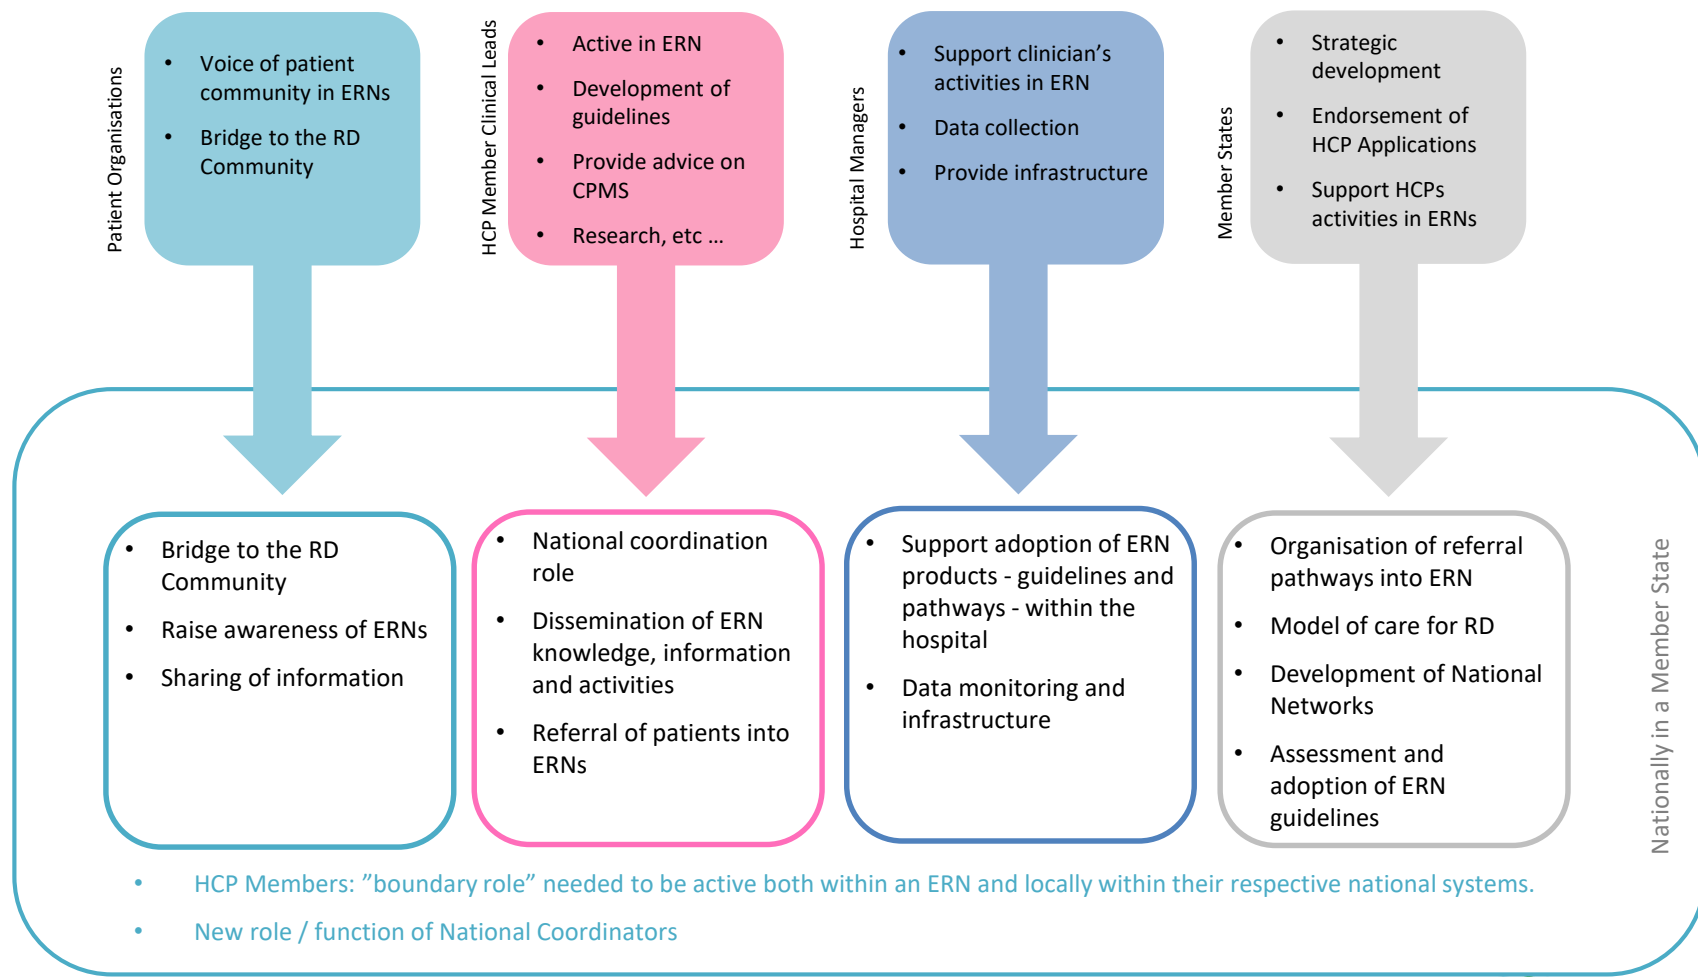 Patient Organisations
• Voice of patient
community in ERNs
• Bridge to the RD
Community
HCP Member Clinical Leads
• Active in ERN
• Development of
guidelines
• Provide advice on
CPMS
• Research, etc ...
Hospital Managers
• Support clinician’s
activities in ERN
• Data collection
• Provide infrastructure
Member States
• Strategic
development
• Endorsement of
HCP Applications
• Support HCPs
activities in ERNs
• Bridge to the RD
Community
• Raise awareness of ERNs
• Sharing of information
• National coordination
role
• Dissemination of ERN
knowledge, information
and activities
• Referral of patients into
ERNs
• Support adoption of ERN
products - guidelines and
pathways - within the
hospital
• Data monitoring and
infrastructure
• Organisation of referral
pathways into ERN
• Model of care for RD
• Development of National
Networks
• Assessment and
adoption of ERN
guidelines
Nationally in a Member State
• HCP Members: ”boundary role” needed to be active both within an ERN and locally within their respective national systems.
• New role / function of National Coordinators